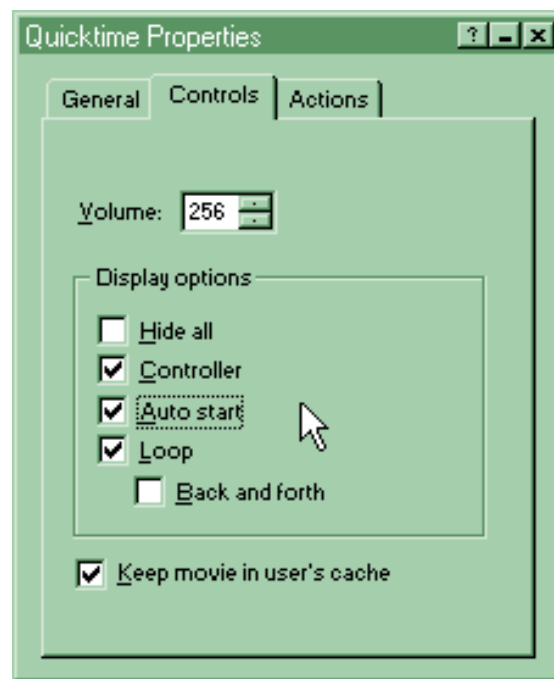 Quicktime Properties
General Controls Actions
Volume: 256
Display options
Hide all
Controller
Auto start
Loop
Back and forth
Keep movie in user's cache